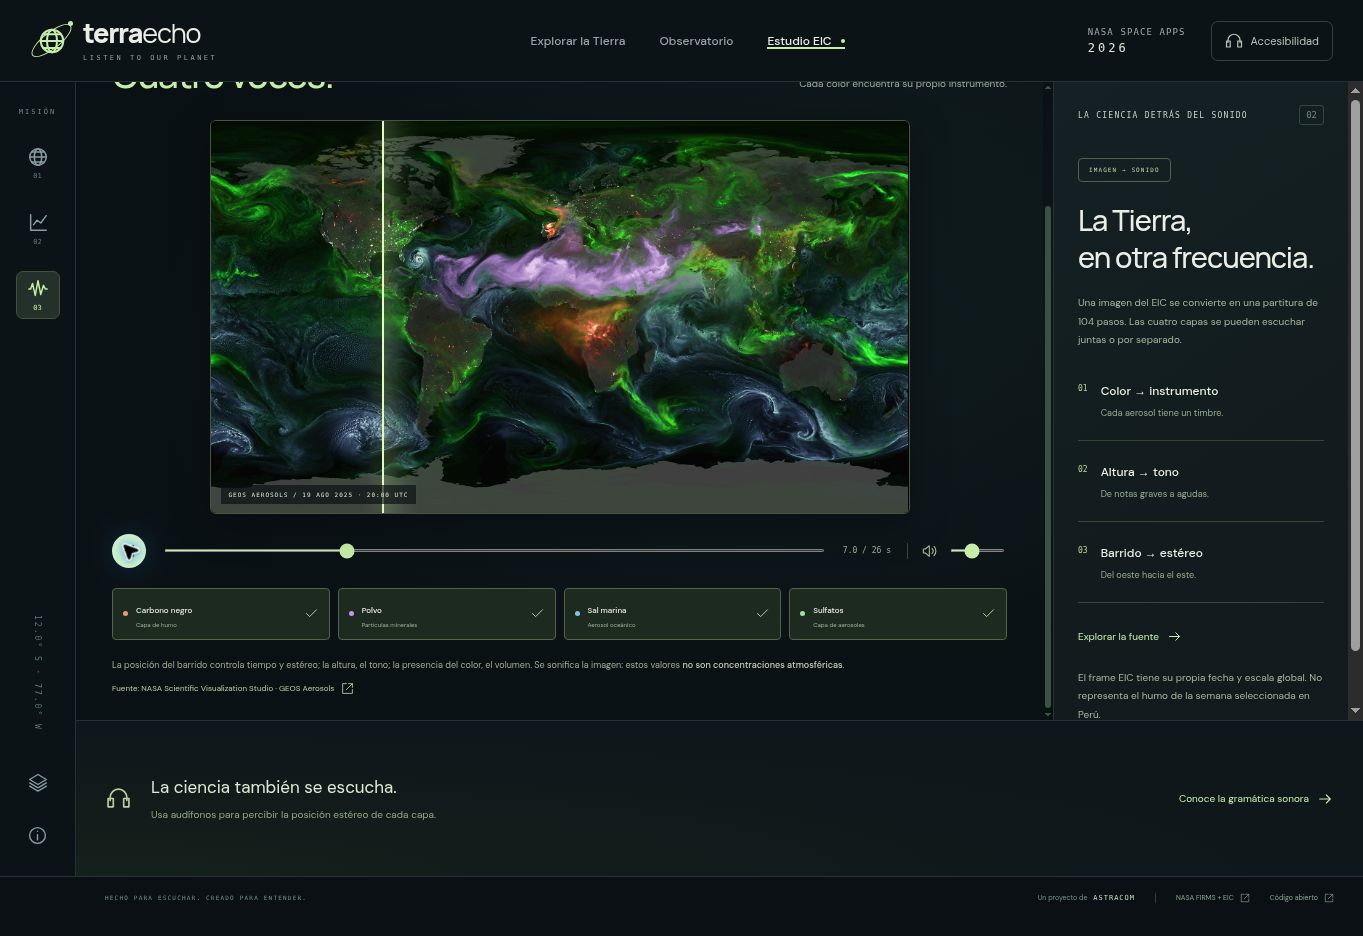 terraecho
LISTEN TO OUR PLANET
Explorar la Tierra
Observatorio
Estudio EIC
NASA SPACE APPS
2026
Accesibilidad
MISIÓN
01
02
03
12.0° S · 77.0° W
Cuatro voces.
Cada color encuentra su propio instrumento.
GEOS AEROSOLS / 19 AGO 2025 · 20:00 UTC
7.0 / 26 s
Carbono negro
Capa de humo
Polvo
Partículas minerales
Sal marina
Aerosol oceánico
Sulfatos
Capa de aerosoles
La posición del barrido controla tiempo y estéreo; la altura, el tono; la presencia del color, el volumen. Se sonifica la imagen: estos valores no son concentraciones atmosféricas.
Fuente: NASA Scientific Visualization Studio · GEOS Aerosols
LA CIENCIA DETRÁS DEL SONIDO
02
IMAGEN → SONIDO
La Tierra,
en otra frecuencia.
Una imagen del EIC se convierte en una partitura de
104 pasos. Las cuatro capas se pueden escuchar
juntas o por separado.
01
Color → instrumento
Cada aerosol tiene un timbre.
02
Altura → tono
De notas graves a agudas.
03
Barrido → estéreo
Del oeste hacia el este.
Explorar la fuente →
El frame EIC tiene su propia fecha y escala global. No
representa el humo de la semana seleccionada en
Perú.
La ciencia también se escucha.
Usa audífonos para percibir la posición estéreo de cada capa.
Conoce la gramática sonora →
HECHO PARA ESCUCHAR. CREADO PARA ENTENDER.
Un proyecto de ASTRACOM
NASA FIRMS + EIC
Código abierto